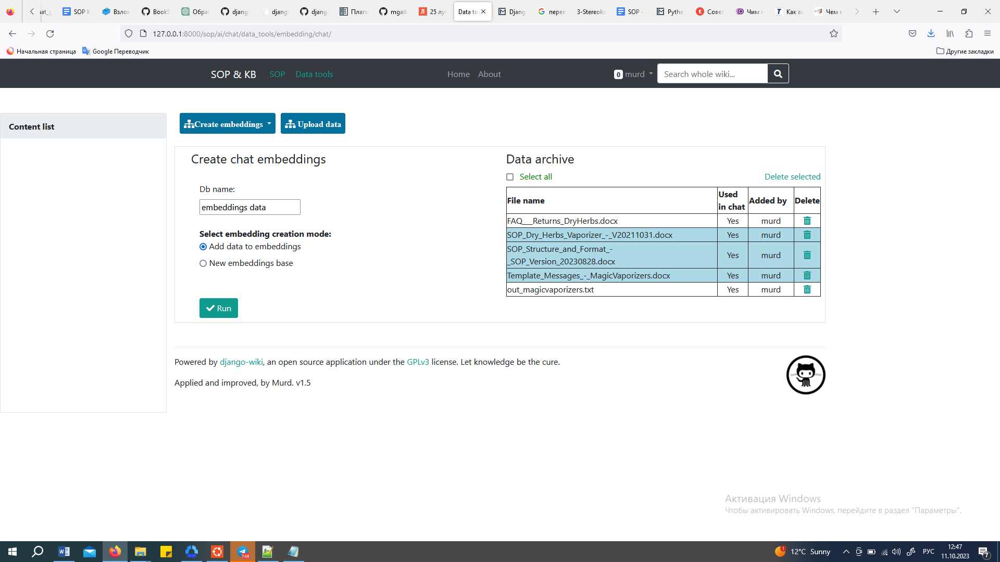 SOP K
Взлом
BookS
Обра
djang
djang
djang
Плаги
mgait
25 лу
Data to
Djang
перев
3-Stereoka
SOP -
Pytho
Совет
Чим н
Как в
Чем м
127.0.0.1:8000/sop/ai/chat/data_tools/embedding/chat/
Начальная страница
Google Переводчик
Другие закладки
SOP & KB
SOP
Data tools
Home
About
0 murd
Search whole wiki...
Content list
Create embeddings
Upload data
Create chat embeddings
Db name:
embeddings data
Select embedding creation mode:
Add data to embeddings
New embeddings base
Run
Data archive
Select all
Delete selected
File name Used in chat Added by Delete
FAQ___Returns_DryHerbs.docx Yes murd
SOP_Dry_Herbs_Vaporizer_-_V20211031.docx Yes murd
SOP_Structure_and_Format_-
_SOP_Version_20230828.docx Yes murd
Template_Messages_-_MagicVaporizers.docx Yes murd
out_magicvaporizers.txt Yes murd
Powered by django-wiki, an open source application under the GPLv3 license. Let knowledge be the cure.
Applied and improved, by Murd. v1.5
Активация Windows
Чтобы активировать Windows, перейдите в раздел "Параметры".
748
1
12°C Sunny
РУС
12:47
11.10.2023
7